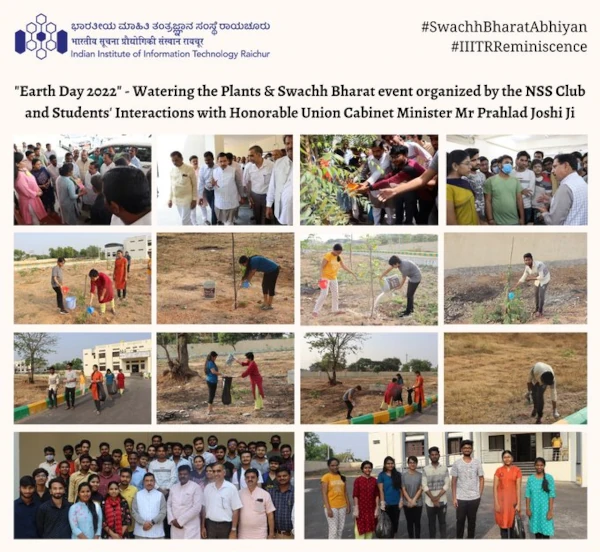 ಭಾರತೀಯ ಮಾಹಿತಿ ತಂತ್ರಜ್ಞಾನ ಸಂಸ್ಥೆ ರಾಯಚೂರು
भारतीय सूचना प्रौद्योगिकी संस्थान रायचूर
Indian Institute of Information Technology Raichur
#SwachhBharatAbhiyan
#IIITRReminiscence
"Earth Day 2022" - Watering the Plants & Swachh Bharat event organized by the NSS Club
and Students' Interactions with Honorable Union Cabinet Minister Mr Prahlad Joshi Ji